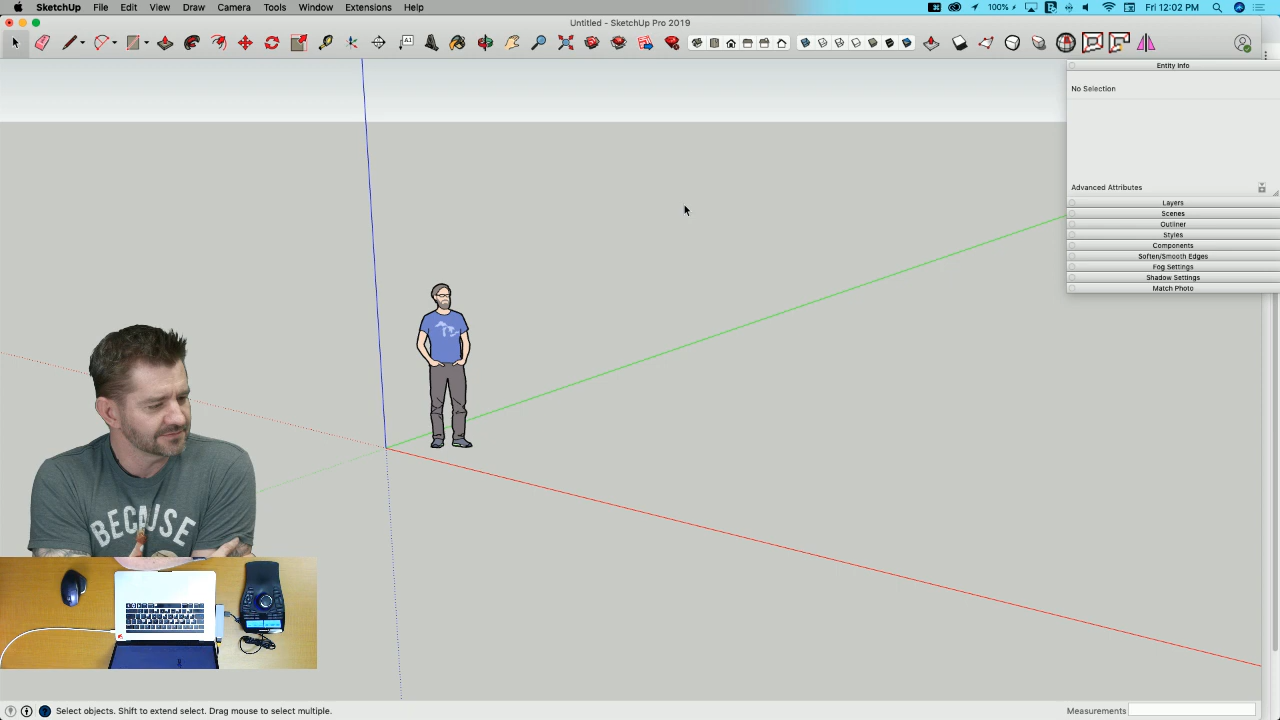 SketchUp File Edit View Draw Camera Tools Window Extensions Help
100% Fri 12:02 PM
Untitled - SketchUp Pro 2019
Entity Info
No Selection
Advanced Attributes
Layers
Scenes
Outliner
Styles
Components
Soften/Smooth Edges
Fog Settings
Shadow Settings
Match Photo
BECAUSE
Select objects. Shift to extend select. Drag mouse to select multiple.
Measurements